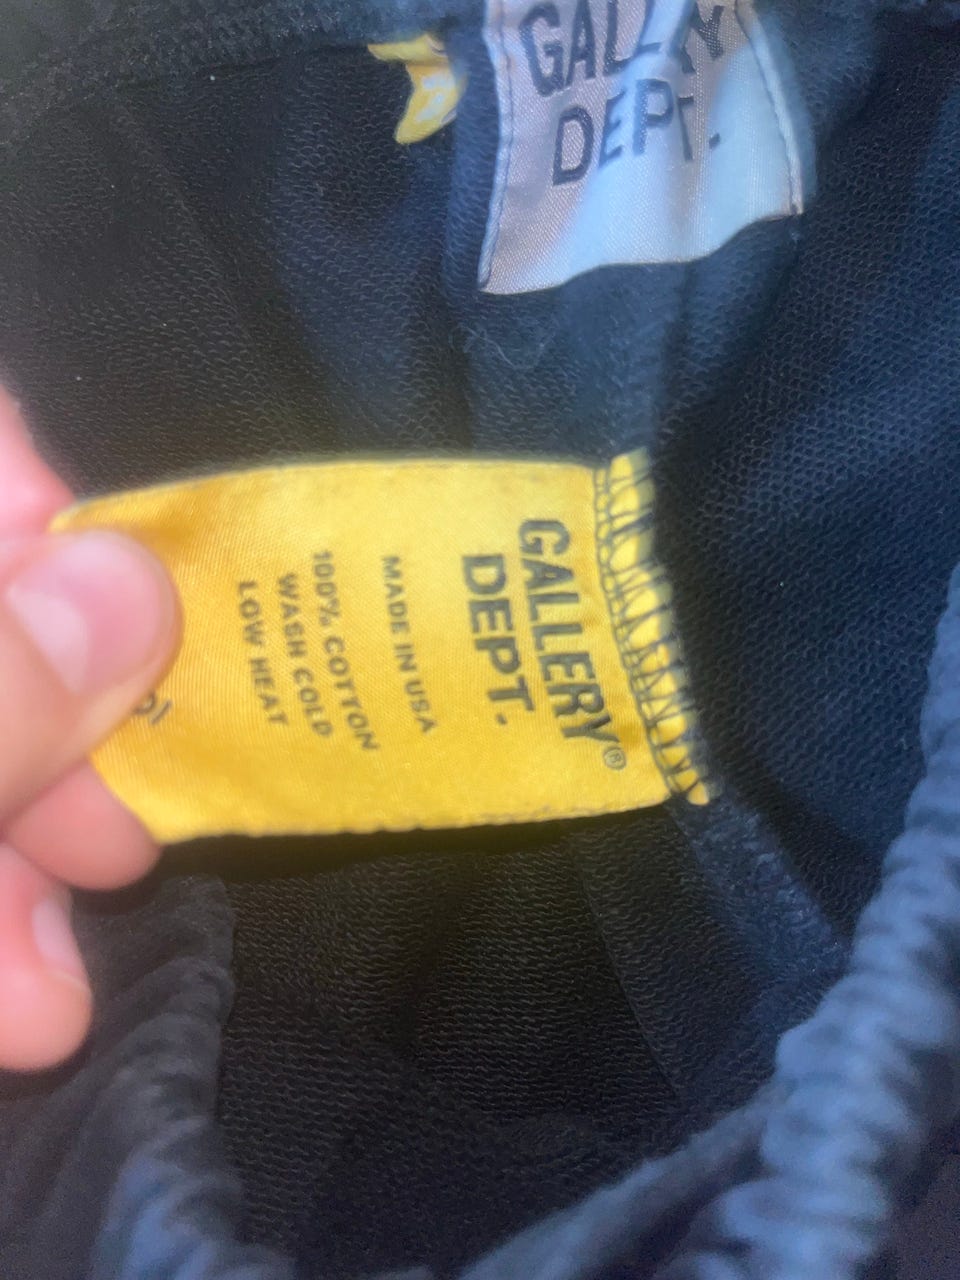 GALLERY
DEPT.
GALLERY®
DEPT.
MADE IN USA
100% COTTON
WASH COLD
LOW HEAT